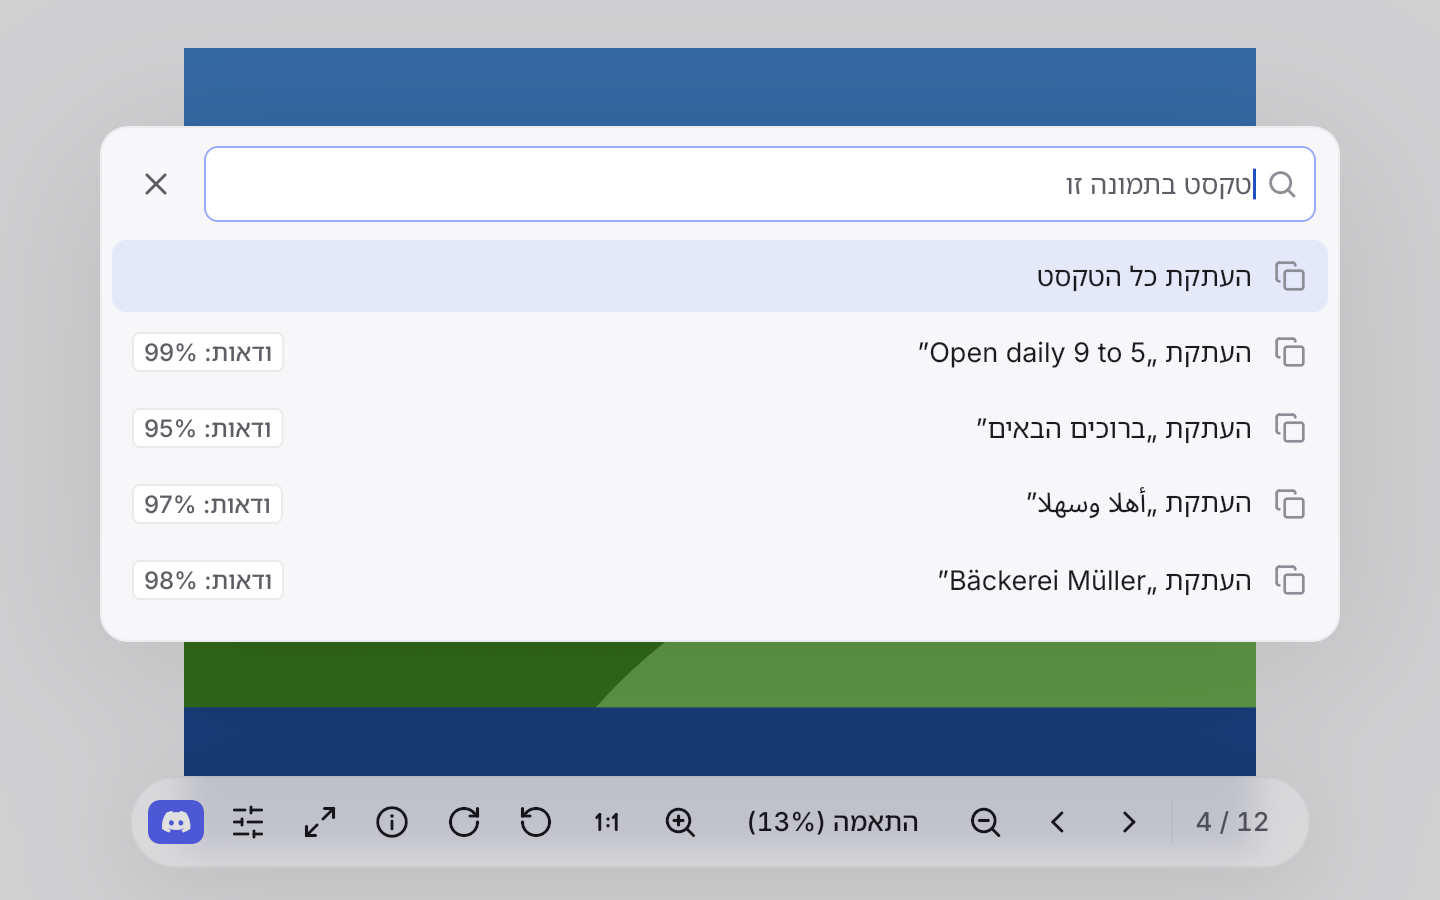 טקסט בתמונה זו
העתקת כל הטקסט
העתקת „Open daily 9 to 5”
ודאות: 99%
העתקת „ברוכים הבאים”
ודאות: 95%
העתקת „أهلا وسهلا”
ודאות: 97%
העתקת „Bäckerei Müller”
ודאות: 98%
4 / 12
התאמה (13%)
1:1